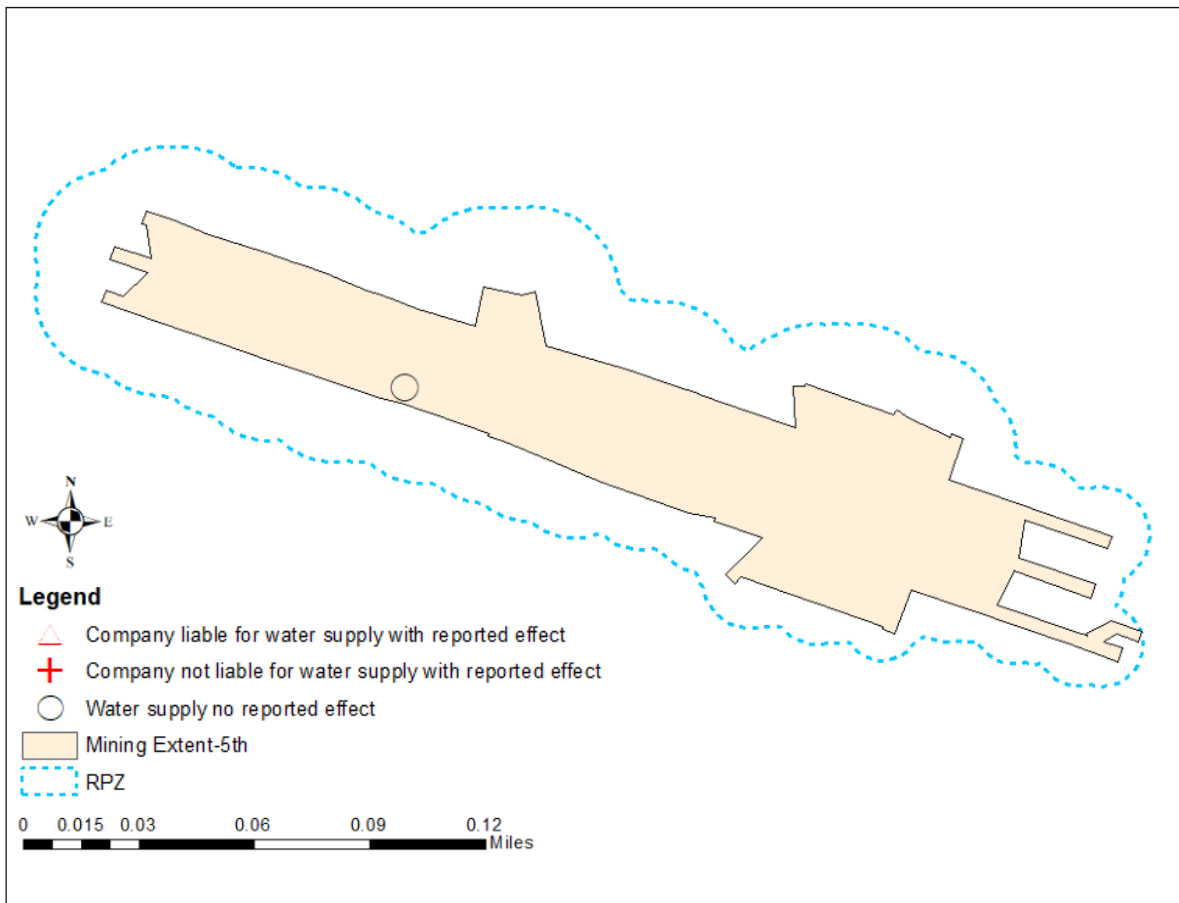 N
W E
S
Legend
Company liable for water supply with reported effect
Company not liable for water supply with reported effect
Water supply no reported effect
Mining Extent-5th
RPZ
0 0.015 0.03 0.06 0.09 0.12
Miles